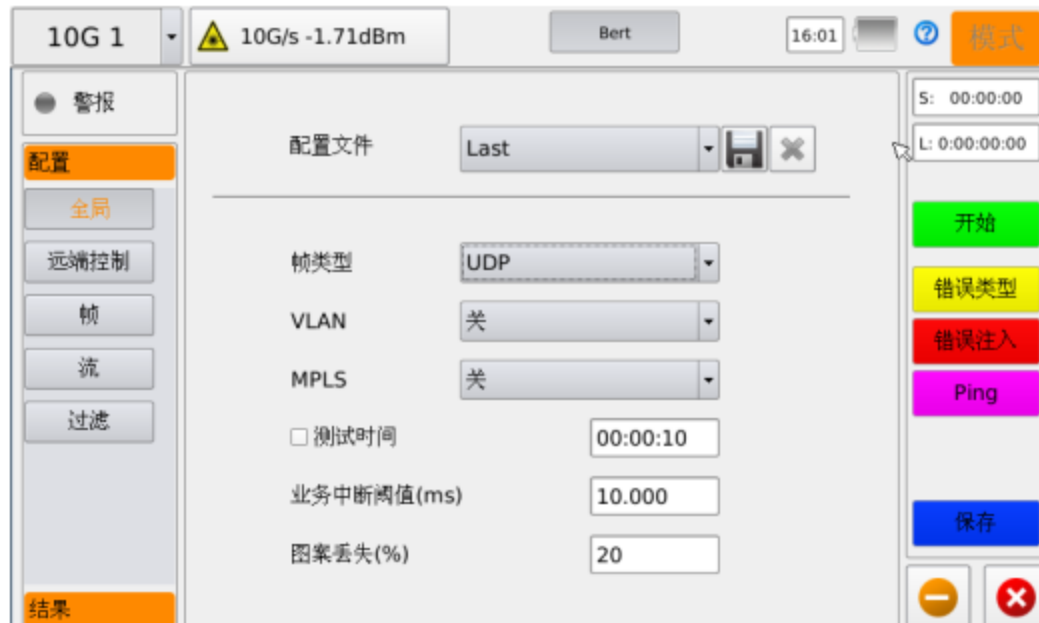 10G 1
10G/s -1.71dBm
Bert
16:01
模式
警报
配置
全局
远端控制
帧
流
过滤
结果
配置文件 Last
帧类型 UDP
VLAN 关
MPLS 关
测试时间 00:00:10
业务中断阈值(ms) 10.000
图案丢失(%) 20
S: 00:00:00
L: 0:00:00:00
开始
错误类型
错误注入
Ping
保存